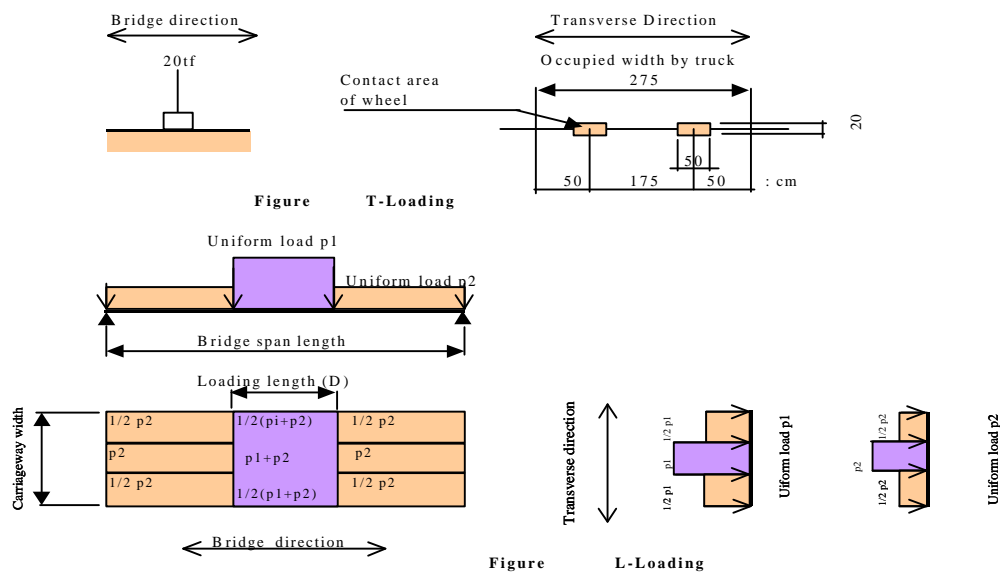 Bridge direction
20tf
Transverse Direction
Occupied width by truck
275
Contact area
of wheel
20
50
50
175
50
: cm
Figure T-Loading
Uniform load p1
Uniform load p2
Bridge span length
Loading length (D)
Carriageway width
1/2 p2
1/2(pi+p2)
1/2 p2
p2
p1+p2
p2
1/2 p2
1/2(p1+p2)
1/2 p2
Bridge direction
Transverse direction
1/2 p1
p1
1/2 p1
Uiform load p1
1/2 p2
p2
1/2 p2
Uniform load p2
Figure L-Loading